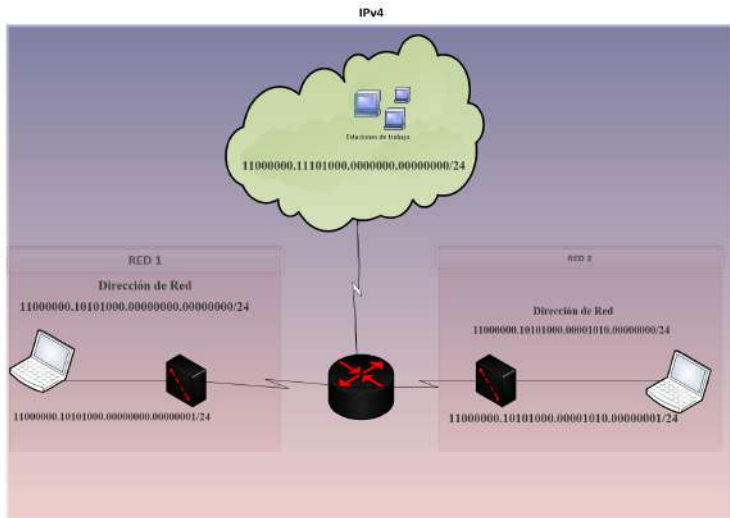 IPv4
Estaciones de trabajo
11000000.11101000.0000000.00000000/24
RED 1
Dirección de Red
11000000.10101000.00000000.00000000/24
11000000.10101000.00000000.00000001/24
RED 2
Dirección de Red
11000000.10101000.00001010.00000000/24
11000000.10101000.00001010.00000001/24